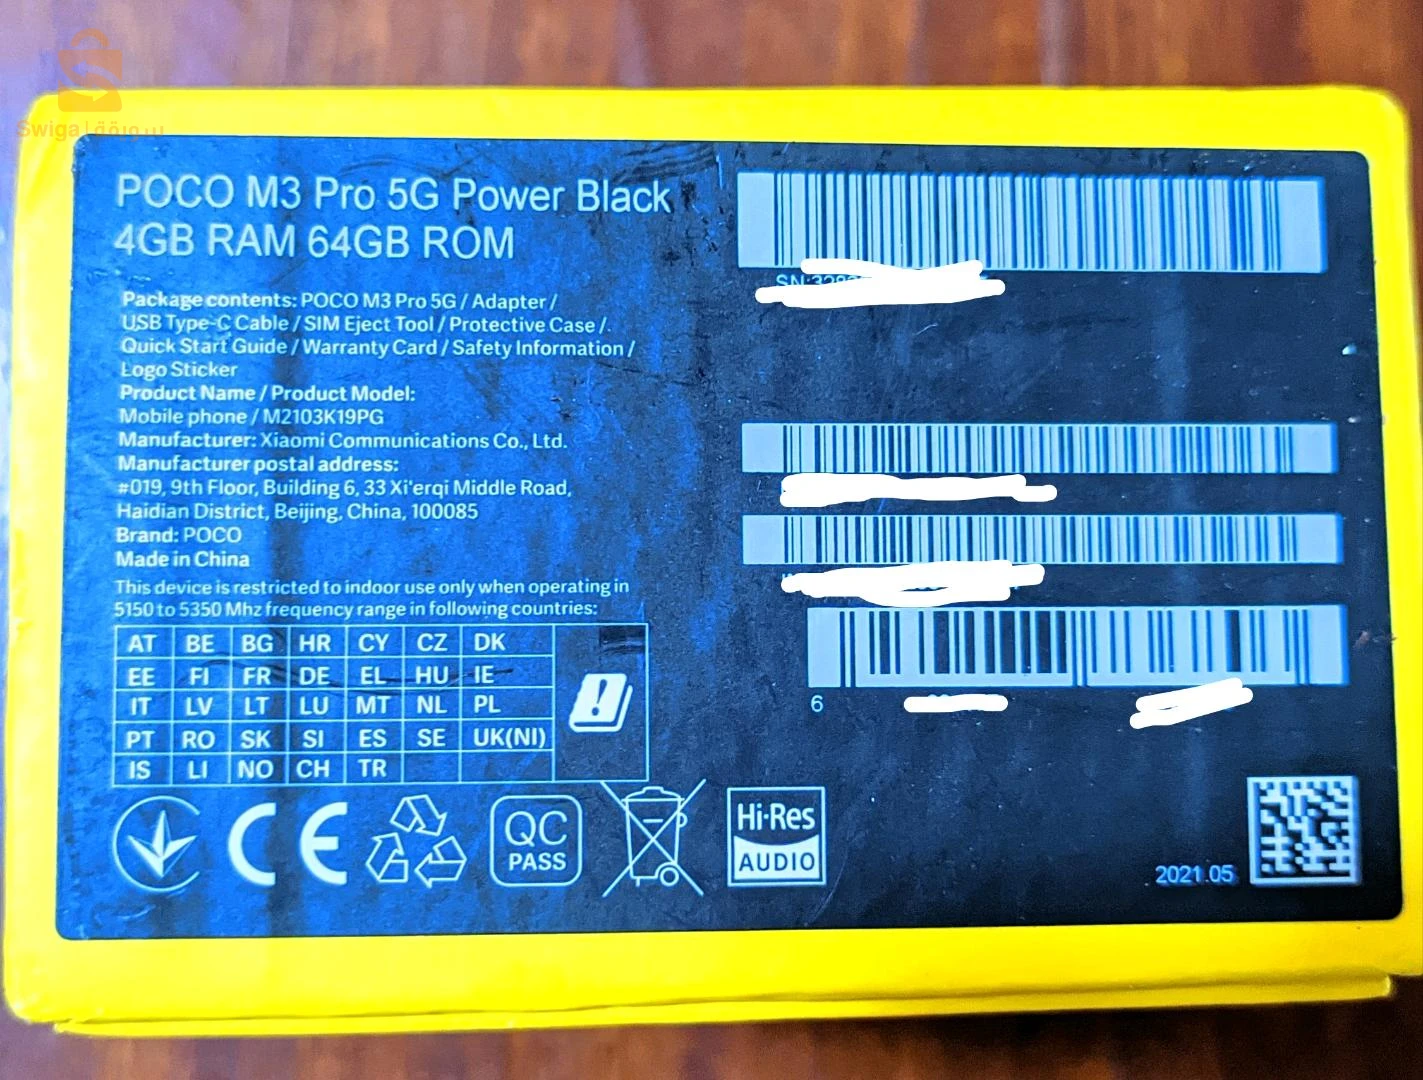 Swiga | سويقة
POCO M3 Pro 5G Power Black
4GB RAM 64GB ROM
Package contents: POCO M3 Pro 5G / Adapter /
USB Type-C Cable / SIM Eject Tool / Protective Case /
Quick Start Guide / Warranty Card / Safety Information /
Logo Sticker
Product Name / Product Model:
Mobile phone / M2103K19PG
Manufacturer: Xiaomi Communications Co., Ltd.
Manufacturer postal address:
#019, 9th Floor, Building 6, 33 Xi'erqi Middle Road,
Haidian District, Beijing, China, 100085
Brand: POCO
Made in China
This device is restricted to indoor use only when operating in
5150 to 5350 Mhz frequency range in following countries:
AT BE BG HR CY CZ DK
EE FI FR DE EL HU IE
IT LV LT LU MT NL PL
PT RO SK SI ES SE UK(NI)
IS LI NO CH TR
CE
QC
PASS
Hi-Res
AUDIO
SN:
6
2021.05